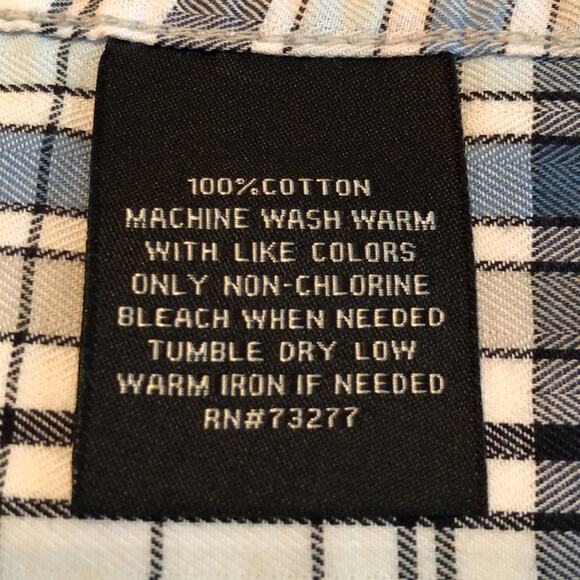 100%COTTON
MACHINE WASH WARM
WITH LIKE COLORS
ONLY NON-CHLORINE
BLEACH WHEN NEEDED
TUMBLE DRY LOW
WARM IRON IF NEEDED
RN#73277